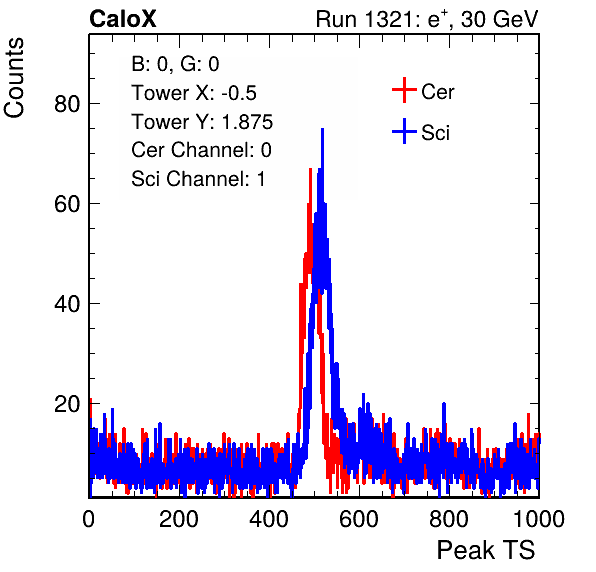 CaloX Run 1321: e⁺, 30 GeV
Counts
B: 0, G: 0
Tower X: -0.5
Tower Y: 1.875
Cer Channel: 0
Sci Channel: 1
Cer
Sci
80
60
40
20
0 200 400 600 800 1000
Peak TS